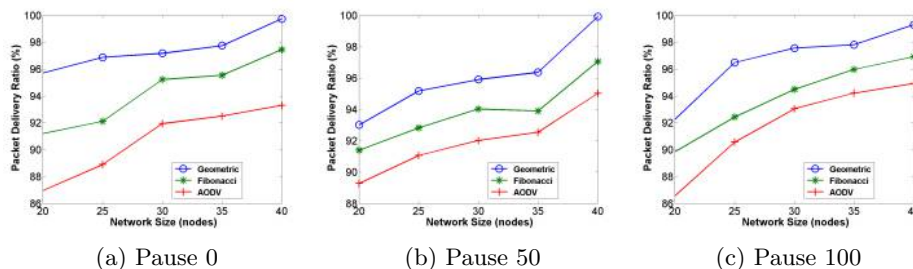 Packet Delivery Ratio (%)
100
98
96
94
92
90
88
86
20
25
30
35
40
Network Size (nodes)
Geometric
Fibonacci
AODV
(a) Pause 0
Packet Delivery Ratio (%)
100
98
96
94
92
90
88
20
25
30
35
40
Network Size (nodes)
Geometric
Fibonacci
AODV
(b) Pause 50
Packet Delivery Ratio (%)
100
98
96
94
92
90
88
86
20
25
30
35
Network Size (nodes)
Geometric
Fibonacci
AODV
(c) Pause 100